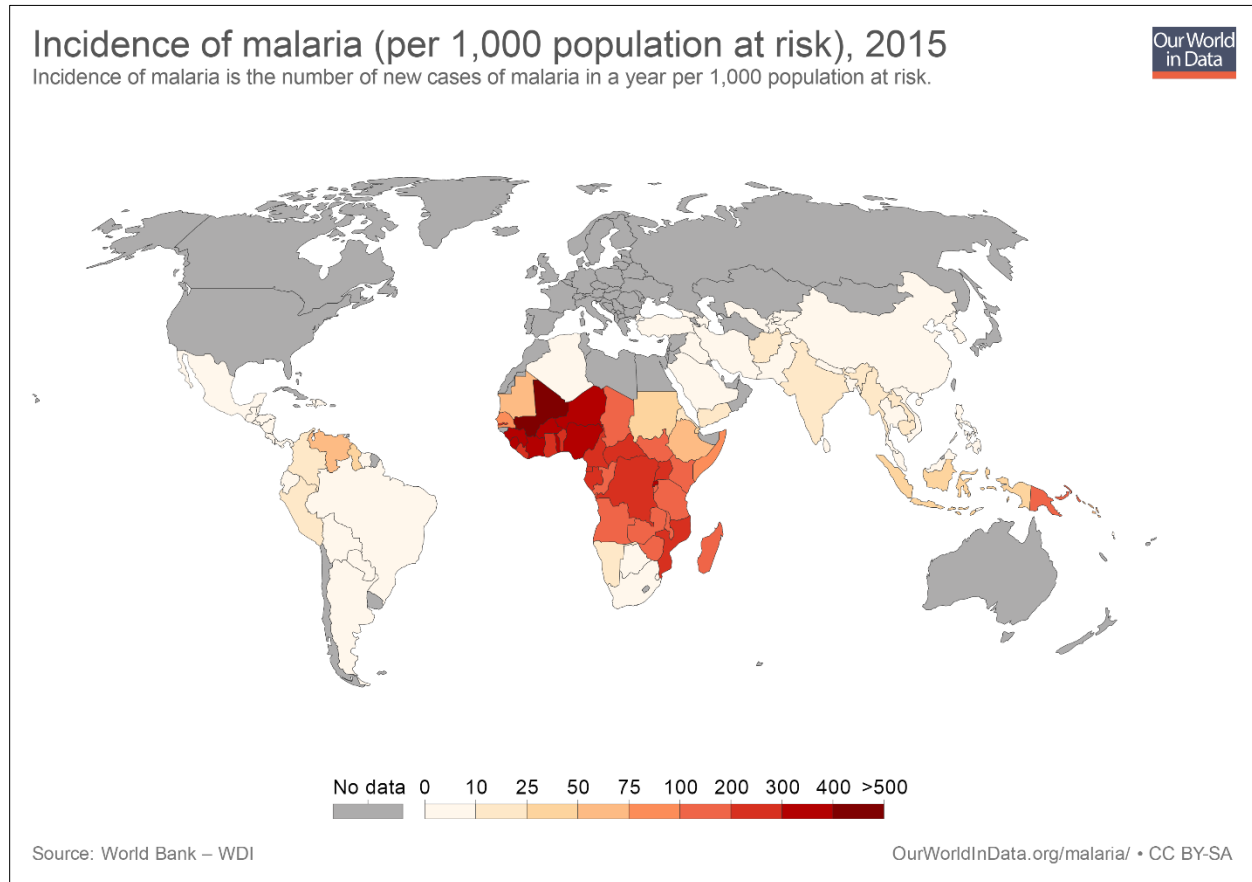 Incidence of malaria (per 1,000 population at risk), 2015
Incidence of malaria is the number of new cases of malaria in a year per 1,000 population at risk.
Our World
in Data
No data 0 10 25 50 75 100 200 300 400 >500
Source: World Bank – WDI
OurWorldInData.org/malaria/ • CC BY-SA